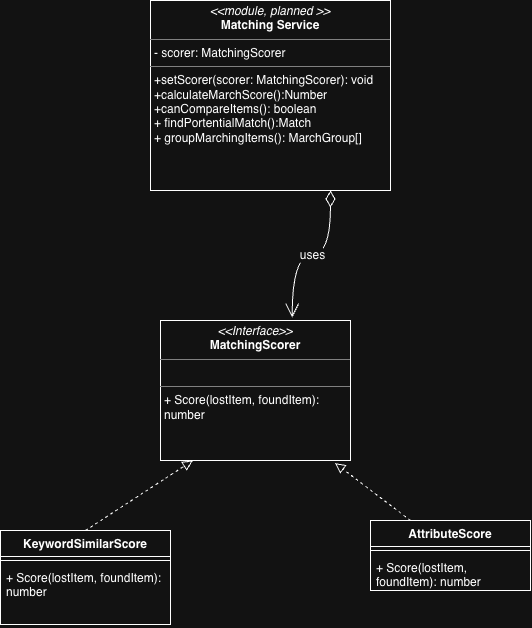 <<module, planned >>
Matching Service
- scorer: MatchingScorer
+setScorer(scorer: MatchingScorer): void
+calculateMarchScore():Number
+canCompareItems(): boolean
+ findPortentialMatch():Match
+ groupMarchingItems(): MarchGroup[]
uses
<<Interface>>
MatchingScorer
+ Score(lostItem, foundItem):
number
KeywordSimilarScore
+ Score(lostItem, foundItem):
number
AttributeScore
+ Score(lostItem,
foundItem): number